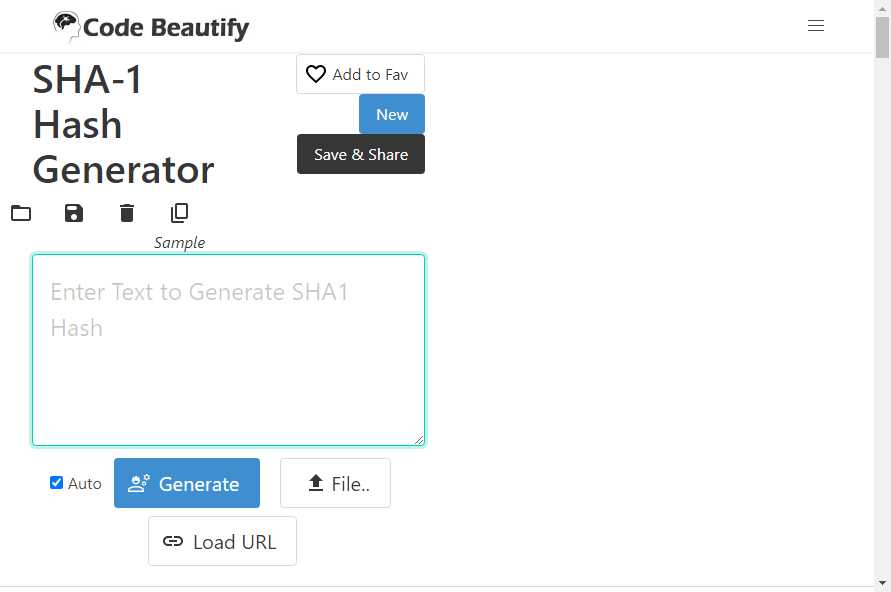 Code Beautify
SHA-1
Hash
Generator
Add to Fav
New
Save & Share
Sample
Enter Text to Generate SHA1
Hash
Auto
Generate
File..
Load URL